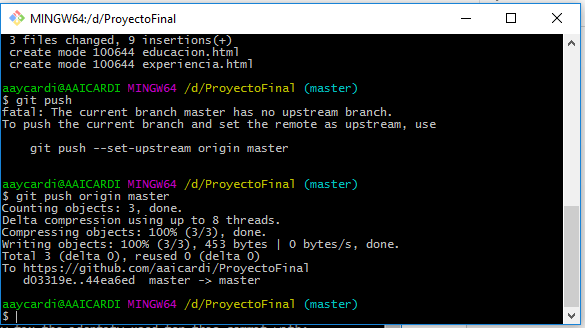 MINGW64:/d/ProyectoFinal
3 files changed, 9 insertions(+)
create mode 100644 educacion.html
create mode 100644 experiencia.html
aaycardi@AAICARDI MINGW64 /d/ProyectoFinal (master)
$ git push
fatal: The current branch master has no upstream branch.
To push the current branch and set the remote as upstream, use
git push --set-upstream origin master
aaycardi@AAICARDI MINGW64 /d/ProyectoFinal (master)
$ git push origin master
Counting objects: 3, done.
Delta compression using up to 8 threads.
Compressing objects: 100% (3/3), done.
Writing objects: 100% (3/3), 453 bytes | 0 bytes/s, done.
Total 3 (delta 0), reused 0 (delta 0)
To https://github.com/aaicardi/ProyectoFinal
d03319e..44ea6ed master -> master
aaycardi@AAICARDI MINGW64 /d/ProyectoFinal (master)
$